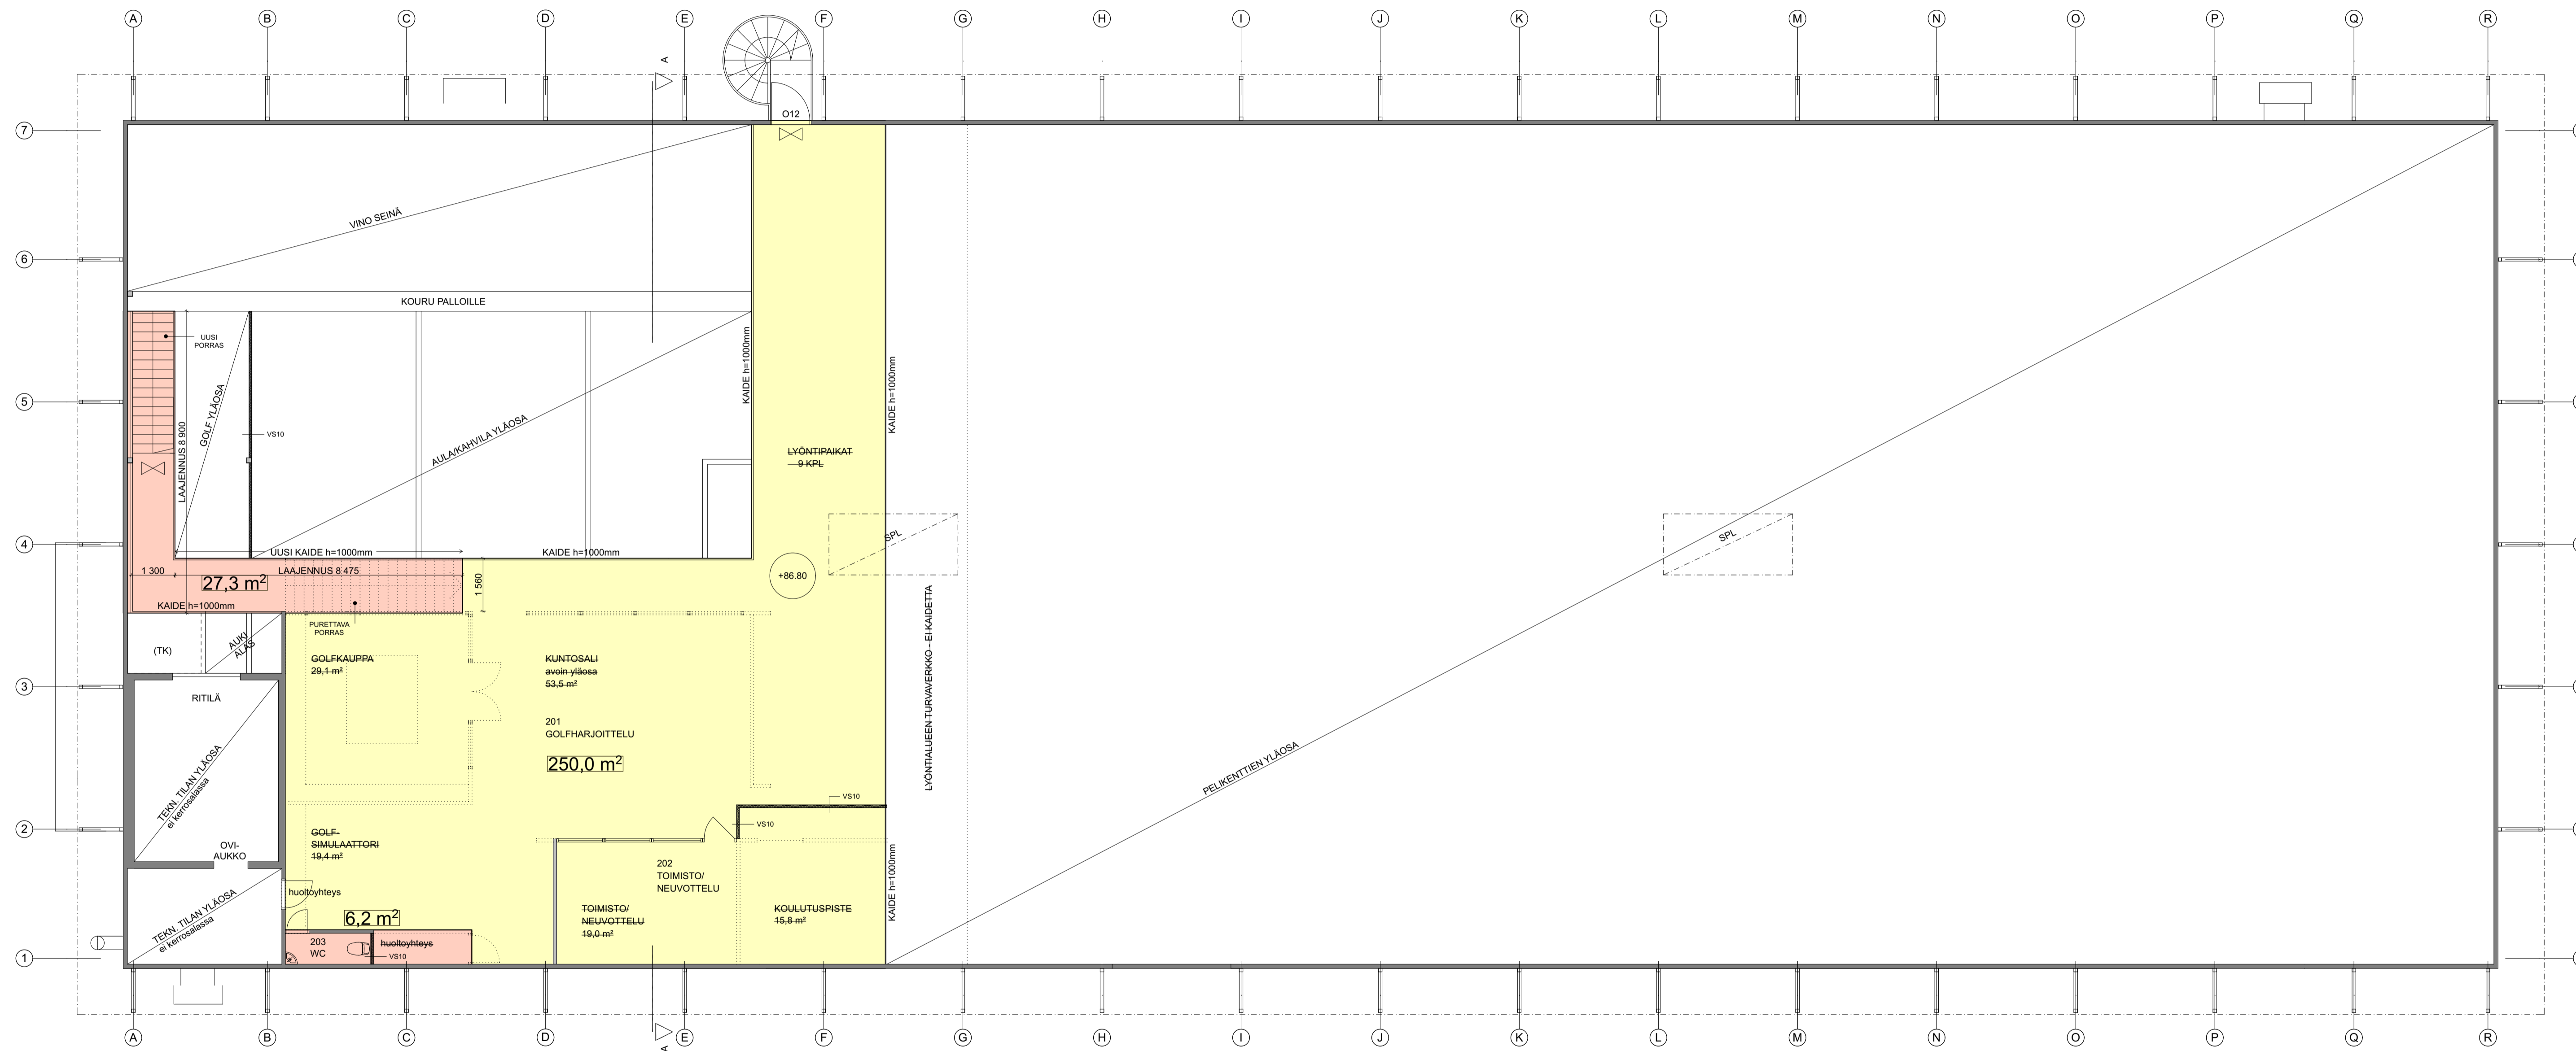 A B C D E F G H I J K L M N O P Q R
A
O12
7
VINO SEINÄ
6
KOURU PALLOILLE
UUSI
PORRAS
KAIDE h=1000mm
KAIDE h=1000mm
5
GOLF YLÄOSA
LAAJENNUS 8 900
VS10
AULA/KAHVILA YLÄOSA
LYÖNTIPAIKAT
9 KPL
SPL
SPL
4
UUSI KAIDE h=1000mm
KAIDE h=1000mm
1 300
LAAJENNUS 8 475
27,3 m²
1 560
+86.80
KAIDE h=1000mm
PURETTAVA
PORRAS
LYÖNTIALUEEN TURVAVERKKO - EI KAIDETTA
(TK)
AUKI
ALAS
GOLFKAUPPA
29,1 m²
KUNTOSALI
avoin yläosa
53,5 m²
3
RITILÄ
201
GOLFHARJOITTELU
250,0 m²
PELIKENTTIEN YLÄOSA
TEKN. TILAN YLÄOSA
ei kerrosalassa
VS10
2
VS10
GOLF-
SIMULAATTORI
19,4 m²
OVI-
AUKKO
202
TOIMISTO/
NEUVOTTELU
KAIDE h=1000mm
huoltoyhteys
TEKN. TILAN YLÄOSA
ei kerrosalassa
6,2 m²
TOIMISTO/
NEUVOTTELU
19,0 m²
KOULUTUSPISTE
15,8 m²
203
WC
huoltoyhteys
VS10
1
A
A B C D E F G H I J K L M N O P Q R